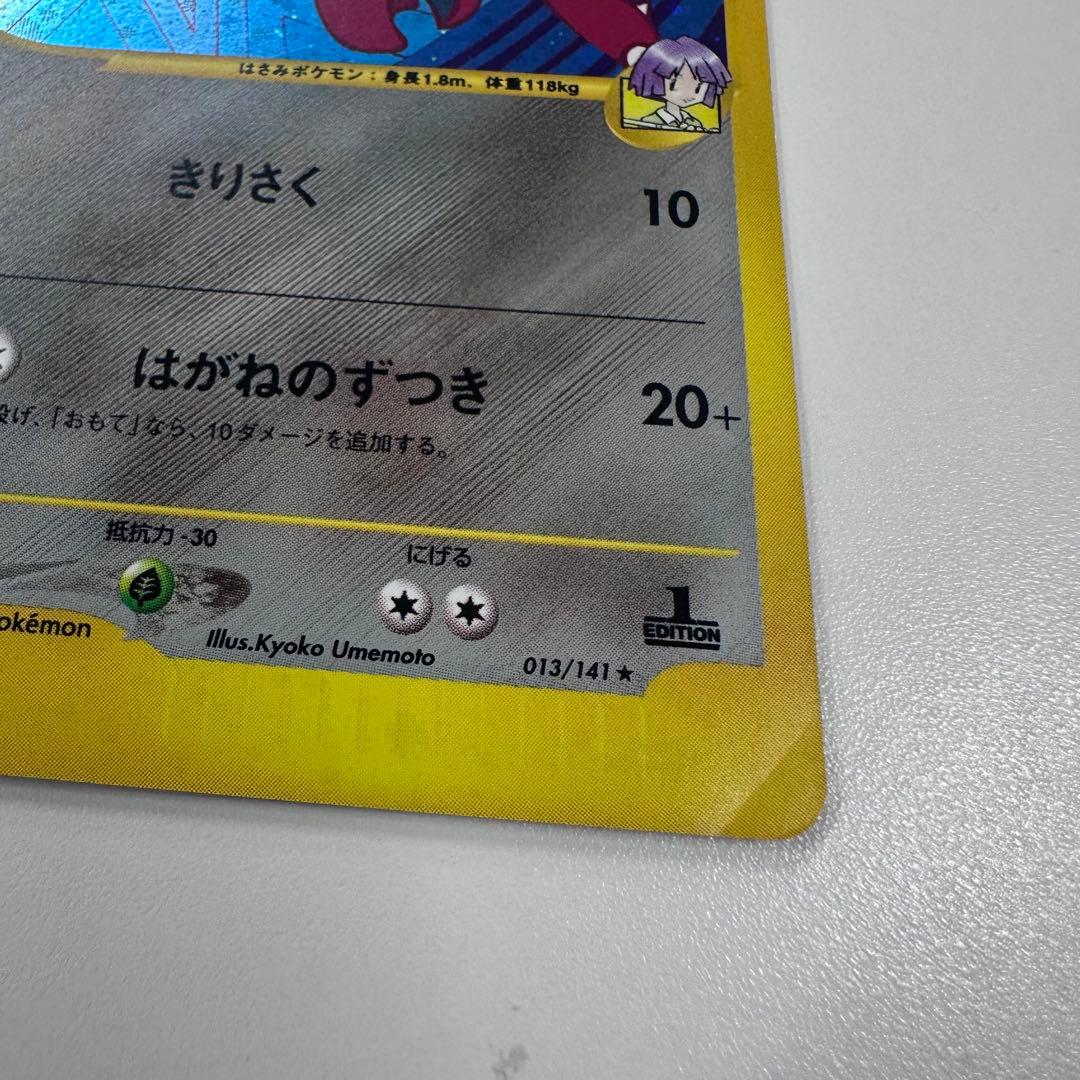 はさみポケモン：身長1.8m、体重118kg
きりさく 10
はがねのずつき 20+
投げ、「おもて」なら、10ダメージを追加する。
抵抗力 -30 にげる
1 EDITION
okémon Illus.Kyoko Umemoto 013/141 ★